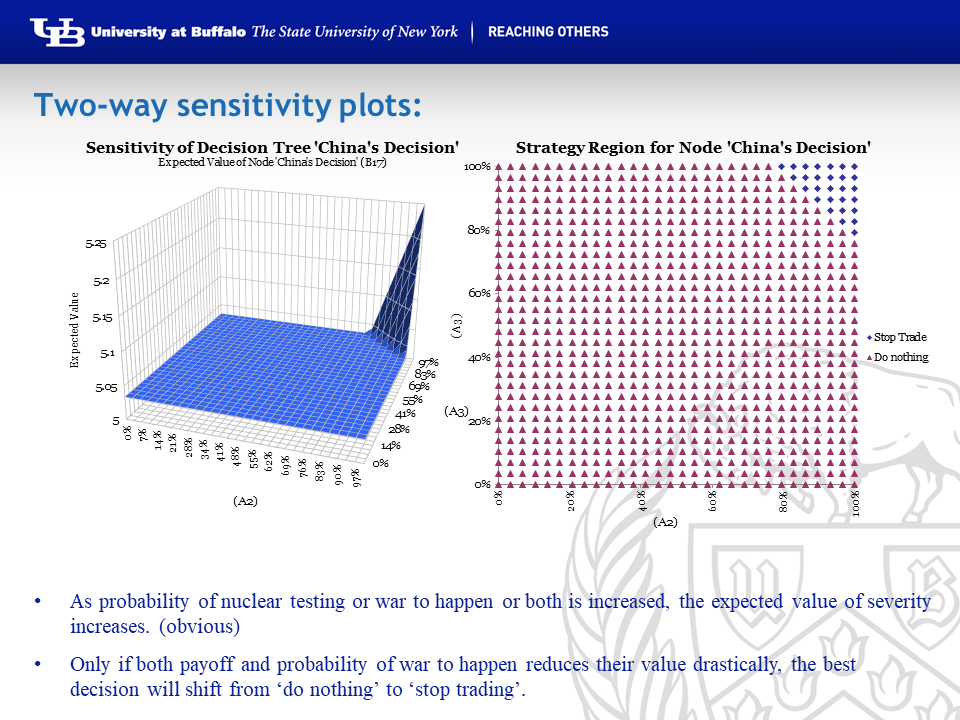 UB University at Buffalo The State University of New York | REACHING OTHERS
Two-way sensitivity plots:
Sensitivity of Decision Tree 'China's Decision'
Expected Value of Node 'China's Decision' (B17)
5.25
5.2
5.15
5.1
5.05
5
Expected Value
0%
7%
14%
21%
28%
34%
41%
48%
55%
62%
69%
76%
83%
90%
97%
(A2)
97%
83%
69%
55%
41%
28%
14%
0%
(A3)
Strategy Region for Node 'China's Decision'
100%
80%
60%
40%
20%
0%
(A3)
0%
20%
40%
60%
80%
100%
(A2)
Stop Trade
Do nothing
• As probability of nuclear testing or war to happen or both is increased, the expected value of severity
increases. (obvious)
• Only if both payoff and probability of war to happen reduces their value drastically, the best
decision will shift from ‘do nothing’ to ‘stop trading’.